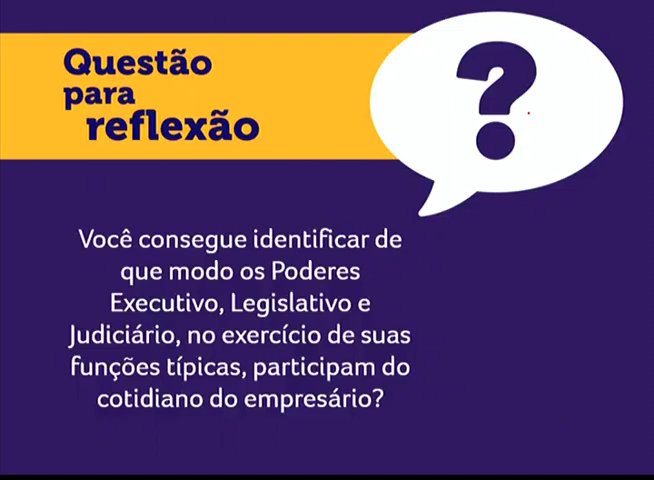 Questão
para
reflexão
?
Você consegue identificar de
que modo os Poderes
Executivo, Legislativo e
Judiciário, no exercício de suas
funções típicas, participam do
cotidiano do empresário?